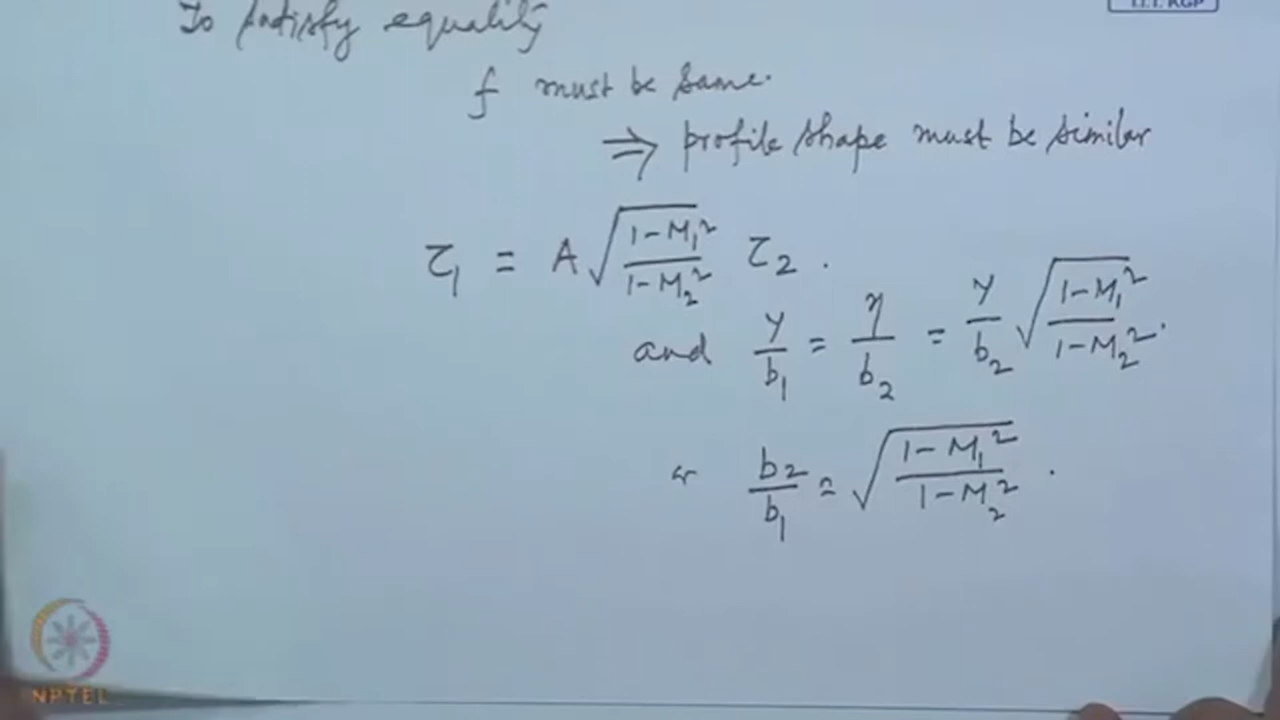 To satisfy equality
I.I.T. KGP
f must be same.
⇒ profile shape must be similar
τ₁ = A √((1-M₁²)/(1-M₂²)) τ₂ .
and y/b₁ = η/b₂ = y/b₂ √((1-M₁²)/(1-M₂²)).
or b₂/b₁ = √((1-M₁²)/(1-M₂²)) .
NPTEL